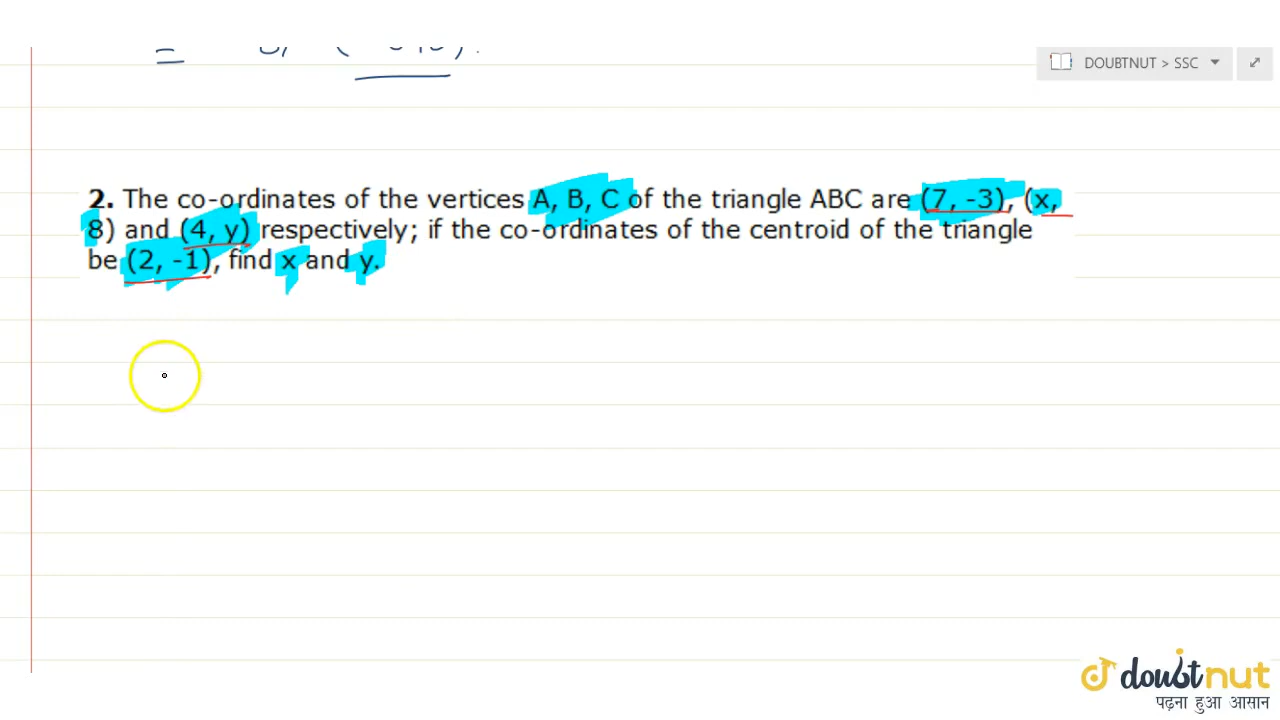 DOUBTNUT > SSC
2. The co-ordinates of the vertices A, B, C of the triangle ABC are (7, -3), (x,
8) and (4, y) respectively; if the co-ordinates of the centroid of the triangle
be (2, -1), find x and y.
doubtnut
पढ़ना हुआ आसान